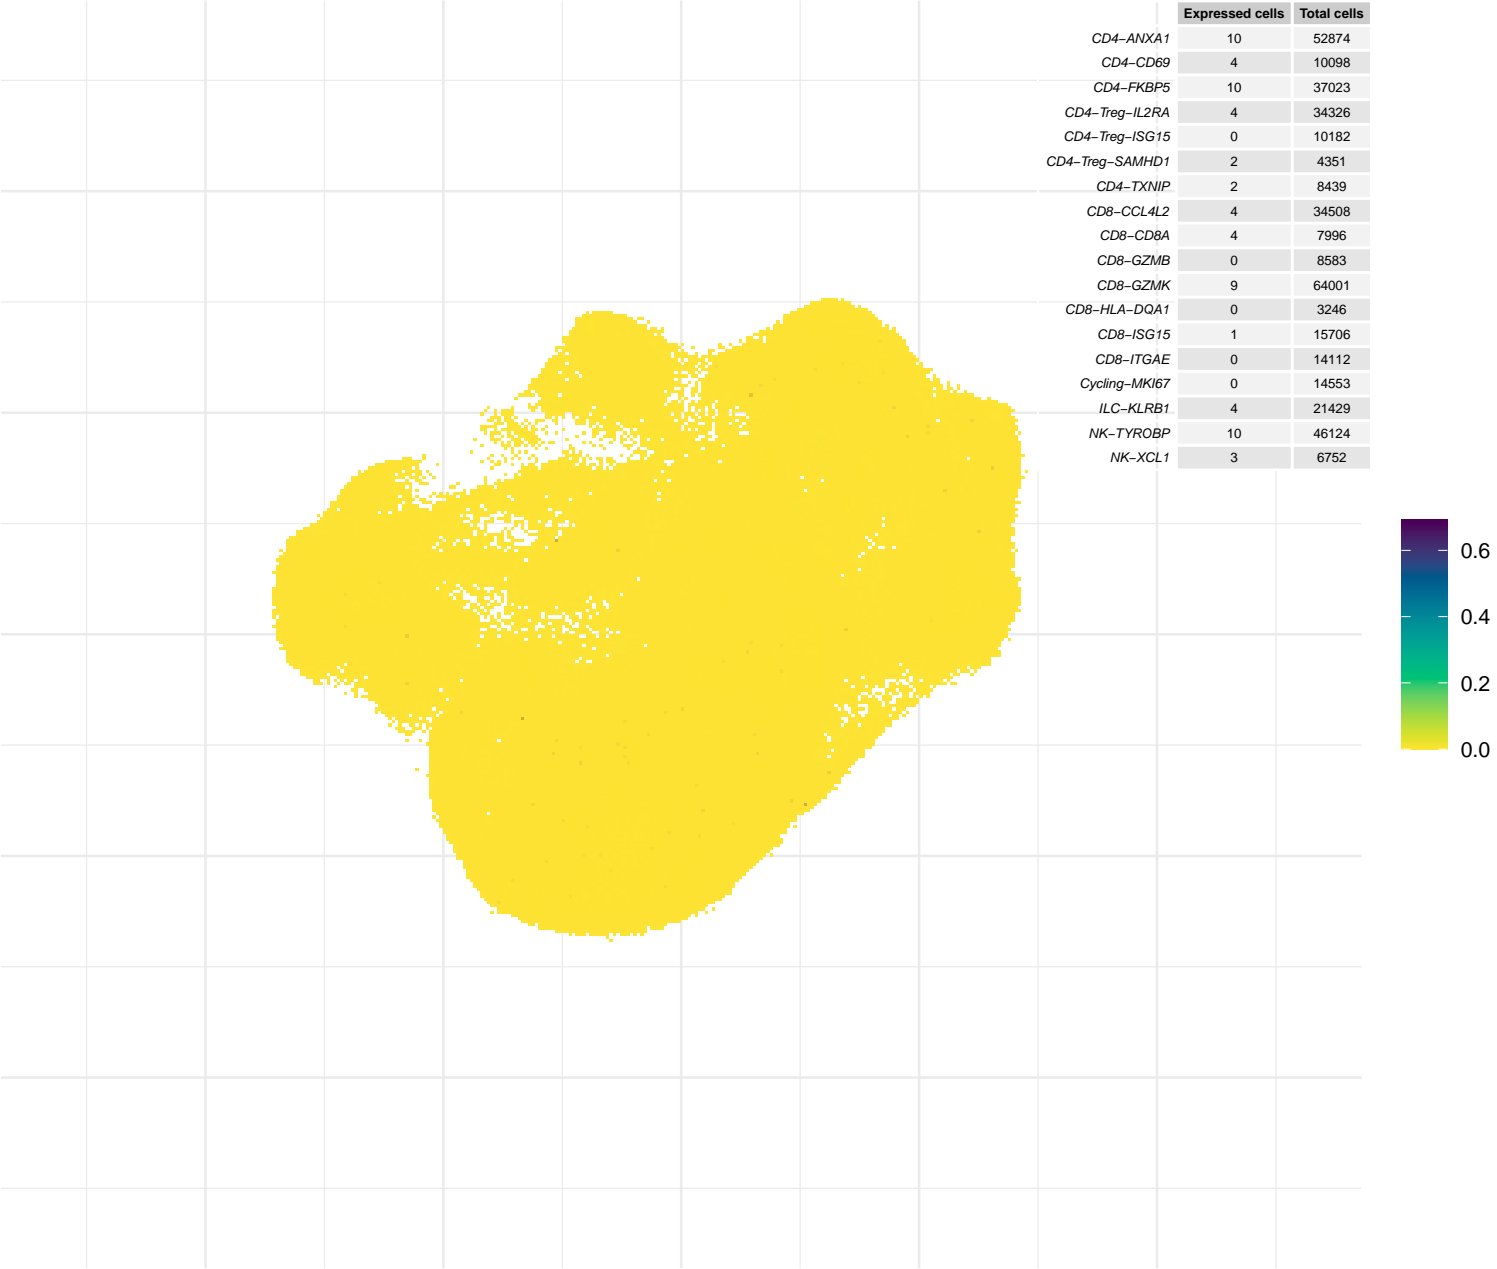 Expressed cells Total cells
CD4−ANXA1 10 52874
CD4−CD69 4 10098
CD4−FKBP5 10 37023
CD4−Treg−IL2RA 4 34326
CD4−Treg−ISG15 0 10182
CD4−Treg−SAMHD1 2 4351
CD4−TXNIP 2 8439
CD8−CCL4L2 4 34508
CD8−CD8A 4 7996
CD8−GZMB 0 8583
CD8−GZMK 9 64001
CD8−HLA−DQA1 0 3246
CD8−ISG15 1 15706
CD8−ITGAE 0 14112
Cycling−MKI67 0 14553
ILC−KLRB1 4 21429
NK−TYROBP 10 46124
NK−XCL1 3 6752
0.6
0.4
0.2
0.0